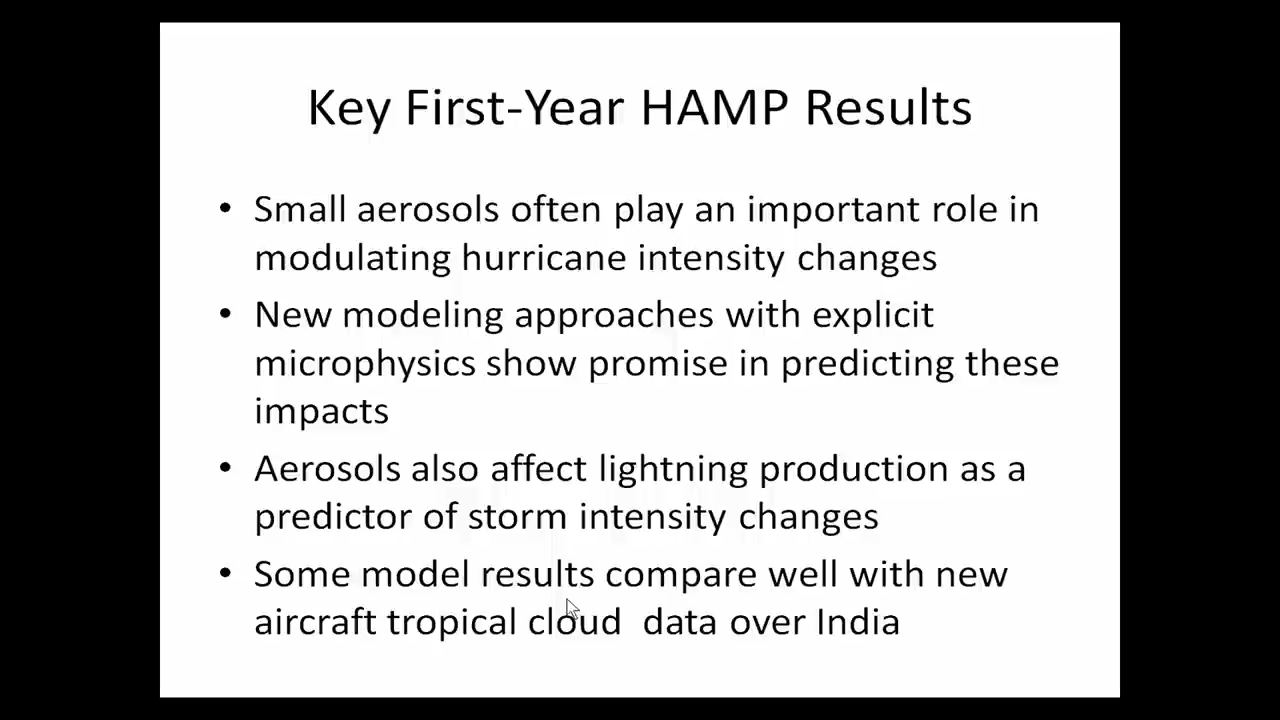 Key First-Year HAMP Results
• Small aerosols often play an important role in
modulating hurricane intensity changes
• New modeling approaches with explicit
microphysics show promise in predicting these
impacts
• Aerosols also affect lightning production as a
predictor of storm intensity changes
• Some model results compare well with new
aircraft tropical cloud  data over India